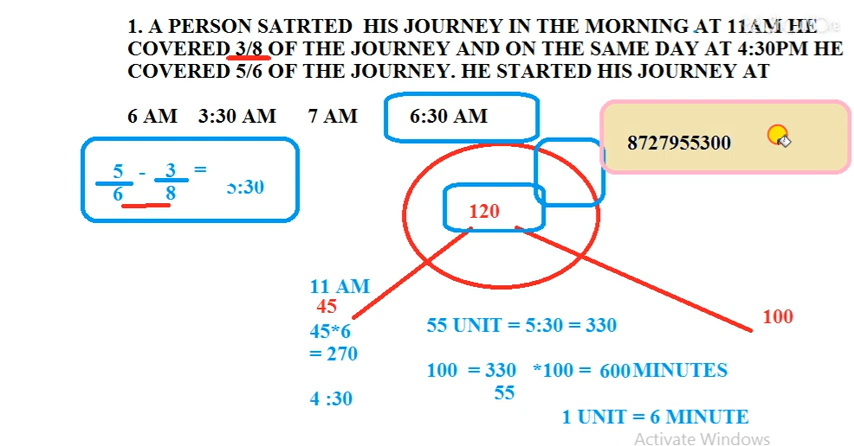 1. A PERSON SATRTED HIS JOURNEY IN THE MORNING AT 11AM HE
COVERED 3/8 OF THE JOURNEY AND ON THE SAME DAY AT 4:30PM HE
COVERED 5/6 OF THE JOURNEY. HE STARTED HIS JOURNEY AT
6 AM 3:30 AM 7 AM 6:30 AM
8727955300
5 - 3 =
6 8
5:30
120
11 AM
45
100
45*6
55 UNIT = 5:30 = 330
= 270
100 = 330 *100 = 600 MINUTES
55
4 :30
1 UNIT = 6 MINUTE
Activate Windows